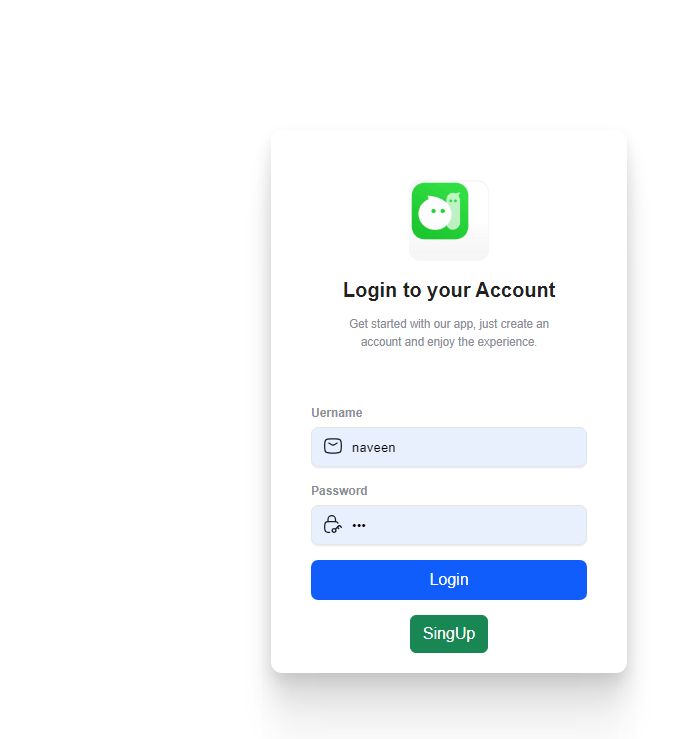 Login to your Account
Get started with our app, just create an
account and enjoy the experience.
Uername
naveen
Password
•••
Login
SingUp